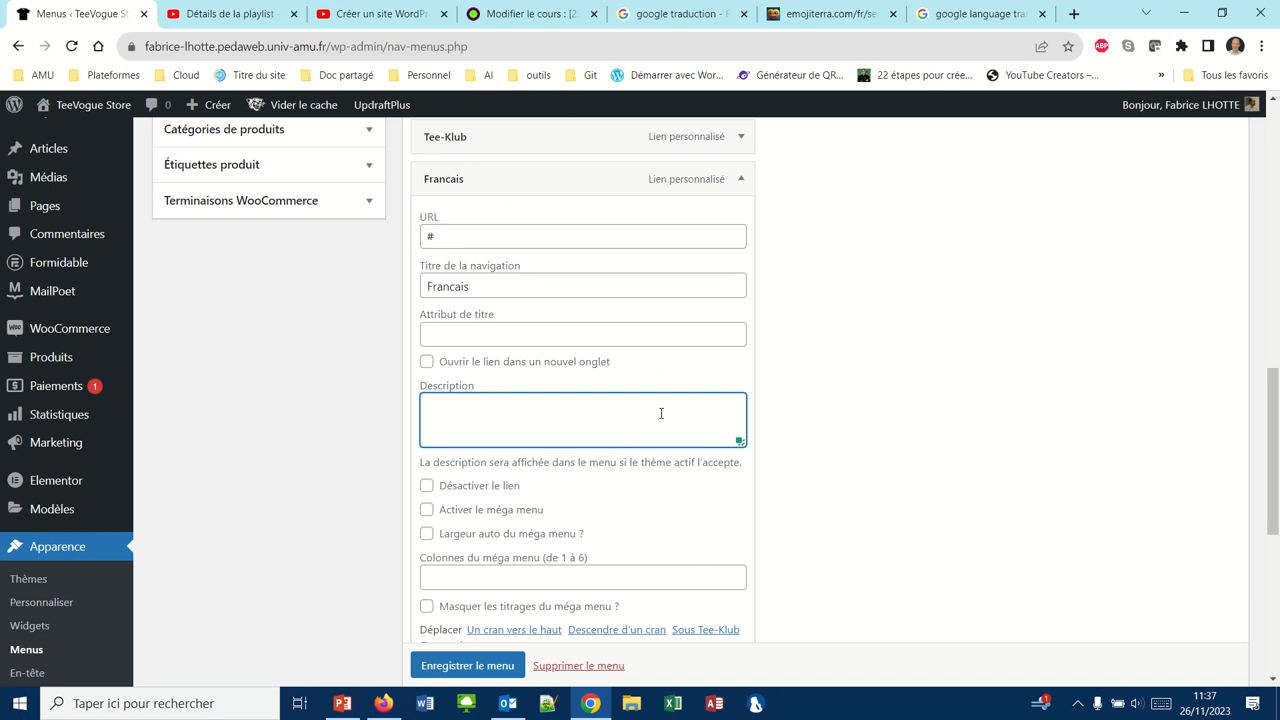 Menus ‹ TeeVogue St
Détails de la playlist
Créer un site WordPr
Modifier le cours : [2
google traduction - F
emojiterra.com/fr/se
google language tra
fabrice-lhotte.pedaweb.univ-amu.fr/wp-admin/nav-menus.php
ABP
AMU
Plateformes
Cloud
Titre du site
Doc partagé
Personnel
AI
outils
Git
Démarrer avec Wor...
Générateur de QR...
22 étapes pour crée...
YouTube Creators –...
»
Tous les favoris
TeeVogue Store
0
Créer
Vider le cache
UpdraftPlus
Bonjour, Fabrice LHOTTE
Articles
Médias
Pages
Commentaires
Formidable
MailPoet
WooCommerce
Produits
Paiements 1
Statistiques
Marketing
Elementor
Modèles
Apparence
Thèmes
Personnaliser
Widgets
Menus
En-tête
Catégories de produits
Étiquettes produit
Terminaisons WooCommerce
Tee-Klub
Lien personnalisé
Francais
Lien personnalisé
URL
#
Titre de la navigation
Francais
Attribut de titre
Ouvrir le lien dans un nouvel onglet
Description
La description sera affichée dans le menu si le thème actif l’accepte.
Désactiver le lien
Activer le méga menu
Largeur auto du méga menu ?
Colonnes du méga menu (de 1 à 6)
Masquer les titrages du méga menu ?
Déplacer Un cran vers le haut Descendre d’un cran Sous Tee-Klub
Enregistrer le menu
Supprimer le menu
Taper ici pour rechercher
11:37
26/11/2023